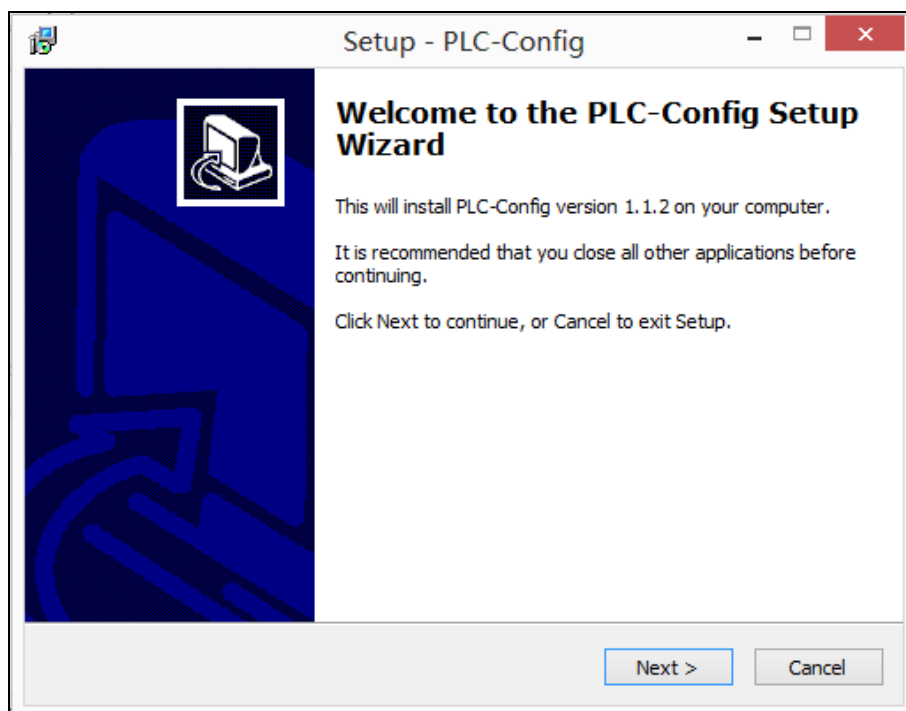 Setup - PLC-Config
Welcome to the PLC-Config Setup
Wizard
This will install PLC-Config version 1.1.2 on your computer.
It is recommended that you close all other applications before
continuing.
Click Next to continue, or Cancel to exit Setup.
Next >
Cancel